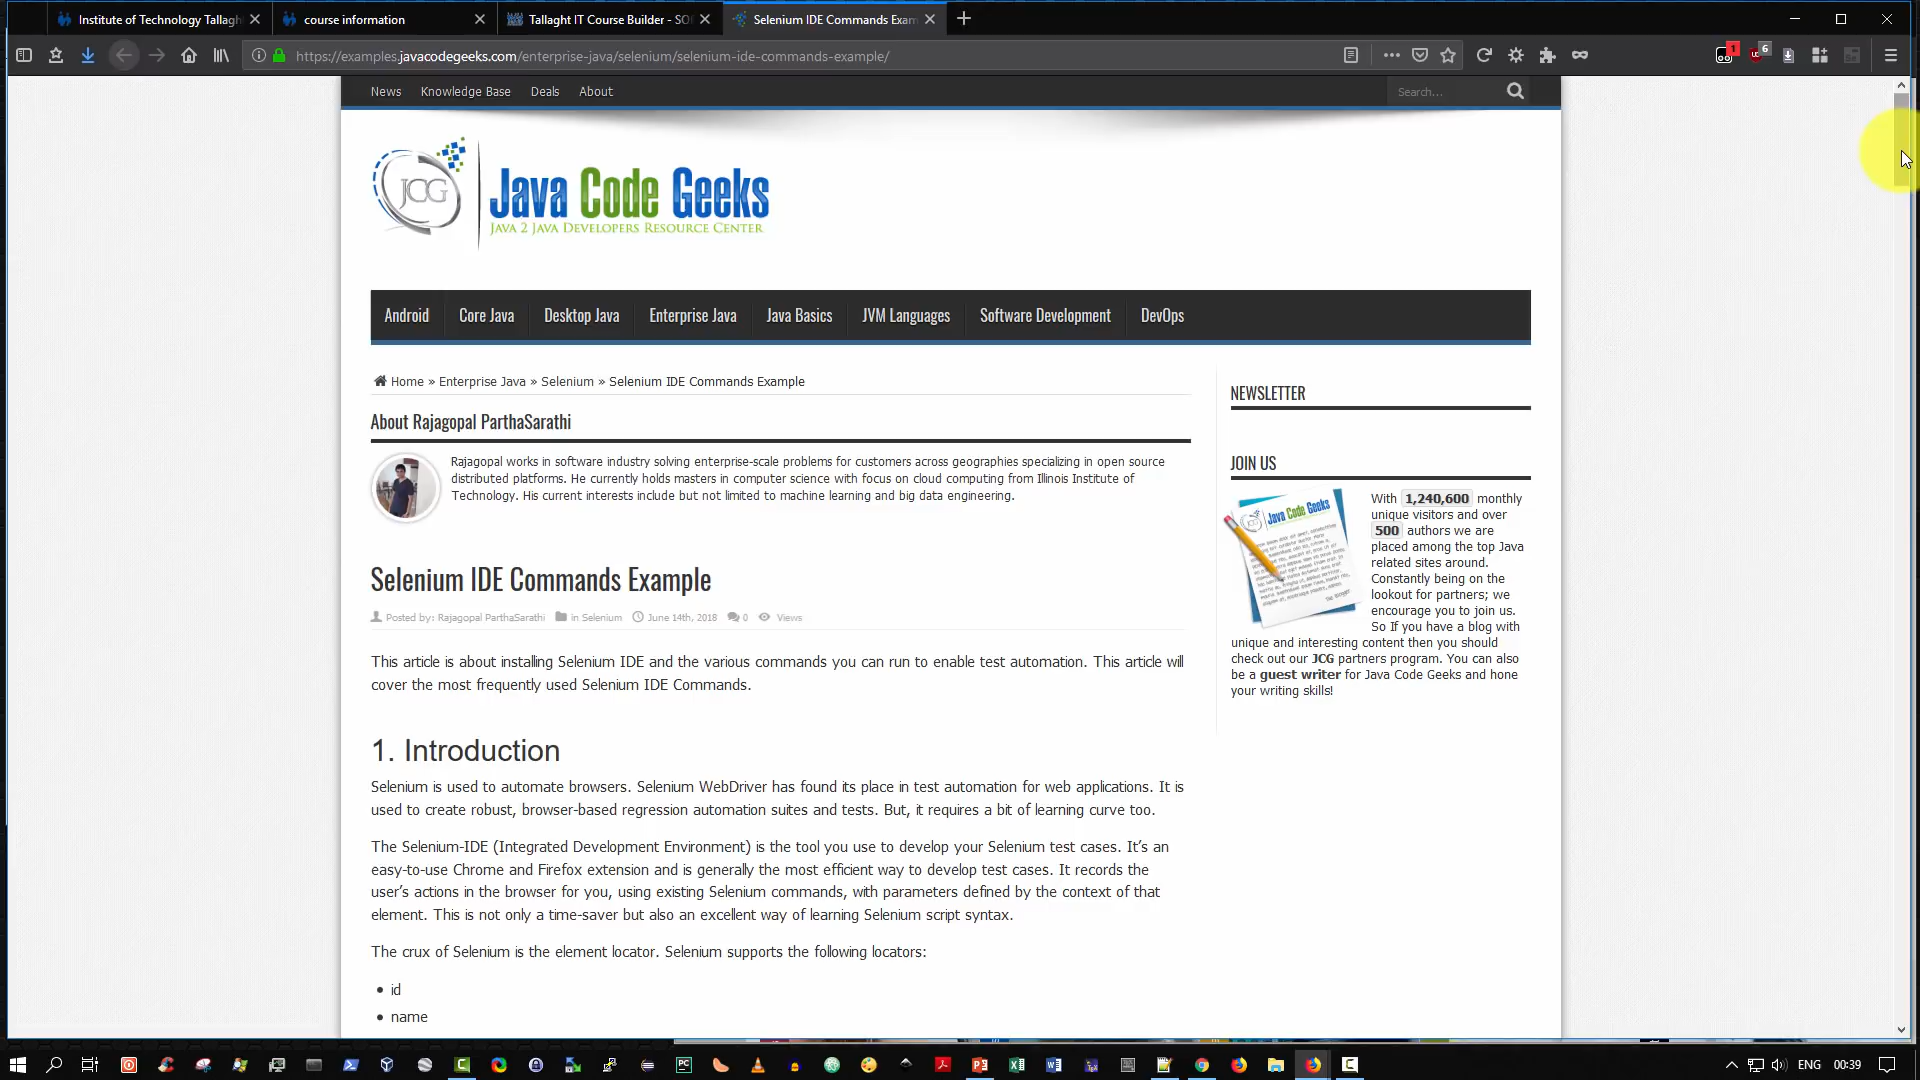 Institute of Technology Tallagh
course information
Tallaght IT Course Builder - SO
Selenium IDE Commands Exam
https://examples.javacodegeeks.com/enterprise-java/selenium/selenium-ide-commands-example/
1
6
News
Knowledge Base
Deals
About
Search...
JCG
Java Code Geeks
JAVA 2 JAVA DEVELOPERS RESOURCE CENTER
Android
Core Java
Desktop Java
Enterprise Java
Java Basics
JVM Languages
Software Development
DevOps
Home » Enterprise Java » Selenium » Selenium IDE Commands Example
About Rajagopal ParthaSarathi
Rajagopal works in software industry solving enterprise-scale problems for customers across geographies specializing in open source
distributed platforms. He currently holds masters in computer science with focus on cloud computing from Illinois Institute of
Technology. His current interests include but not limited to machine learning and big data engineering.
Selenium IDE Commands Example
Posted by: Rajagopal ParthaSarathi in Selenium June 14th, 2018 0 Views
This article is about installing Selenium IDE and the various commands you can run to enable test automation. This article will
cover the most frequently used Selenium IDE Commands.
1. Introduction
Selenium is used to automate browsers. Selenium WebDriver has found its place in test automation for web applications. It is
used to create robust, browser-based regression automation suites and tests. But, it requires a bit of learning curve too.
The Selenium-IDE (Integrated Development Environment) is the tool you use to develop your Selenium test cases. It's an
easy-to-use Chrome and Firefox extension and is generally the most efficient way to develop test cases. It records the
user's actions in the browser for you, using existing Selenium commands, with parameters defined by the context of that
element. This is not only a time-saver but also an excellent way of learning Selenium script syntax.
The crux of Selenium is the element locator. Selenium supports the following locators:
• id
• name
NEWSLETTER
JOIN US
Java Code Geeks
With 1,240,600 monthly
unique visitors and over
500 authors we are
placed among the top Java
related sites around.
Constantly being on the
lookout for partners; we
encourage you to join us.
So If you have a blog with
unique and interesting content then you should
check out our JCG partners program. You can also
be a guest writer for Java Code Geeks and hone
your writing skills!
ENG
00:39